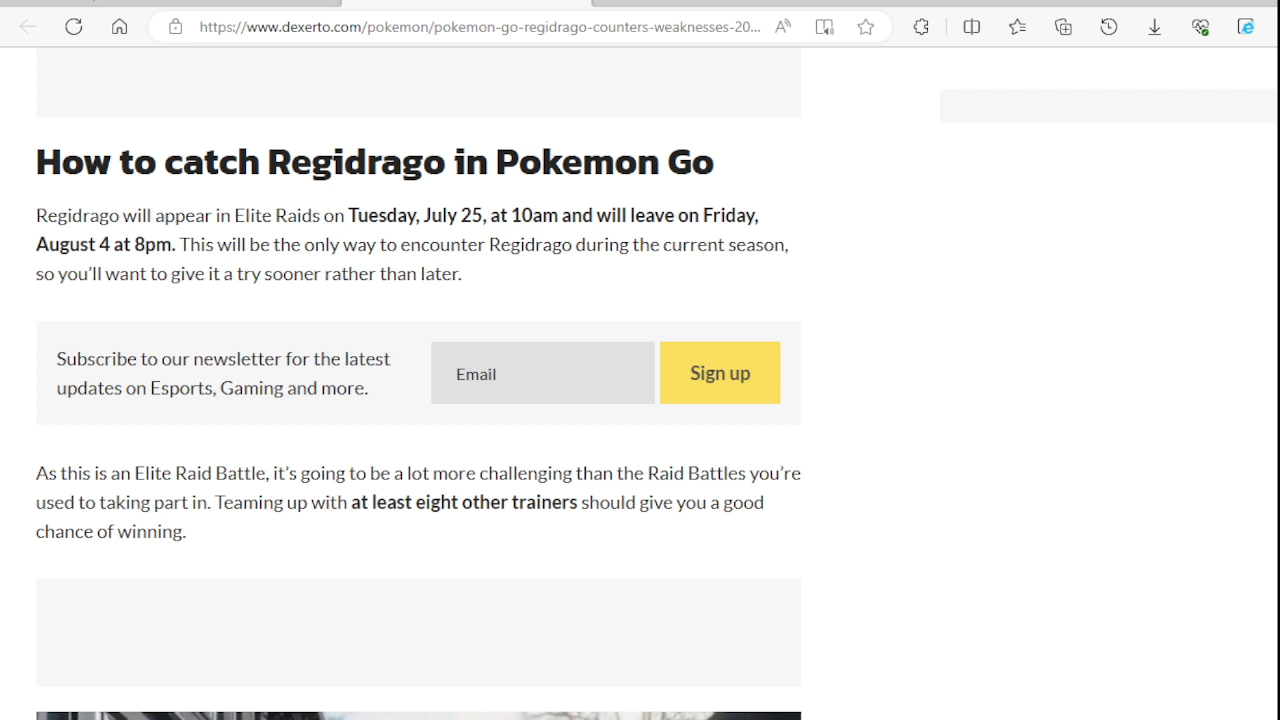 https://www.dexerto.com/pokemon/pokemon-go-regidrago-counters-weaknesses-20...
How to catch Regidrago in Pokemon Go
Regidrago will appear in Elite Raids on Tuesday, July 25, at 10am and will leave on Friday,
August 4 at 8pm. This will be the only way to encounter Regidrago during the current season,
so you’ll want to give it a try sooner rather than later.
Subscribe to our newsletter for the latest
updates on Esports, Gaming and more.
Email
Sign up
As this is an Elite Raid Battle, it’s going to be a lot more challenging than the Raid Battles you’re
used to taking part in. Teaming up with at least eight other trainers should give you a good
chance of winning.